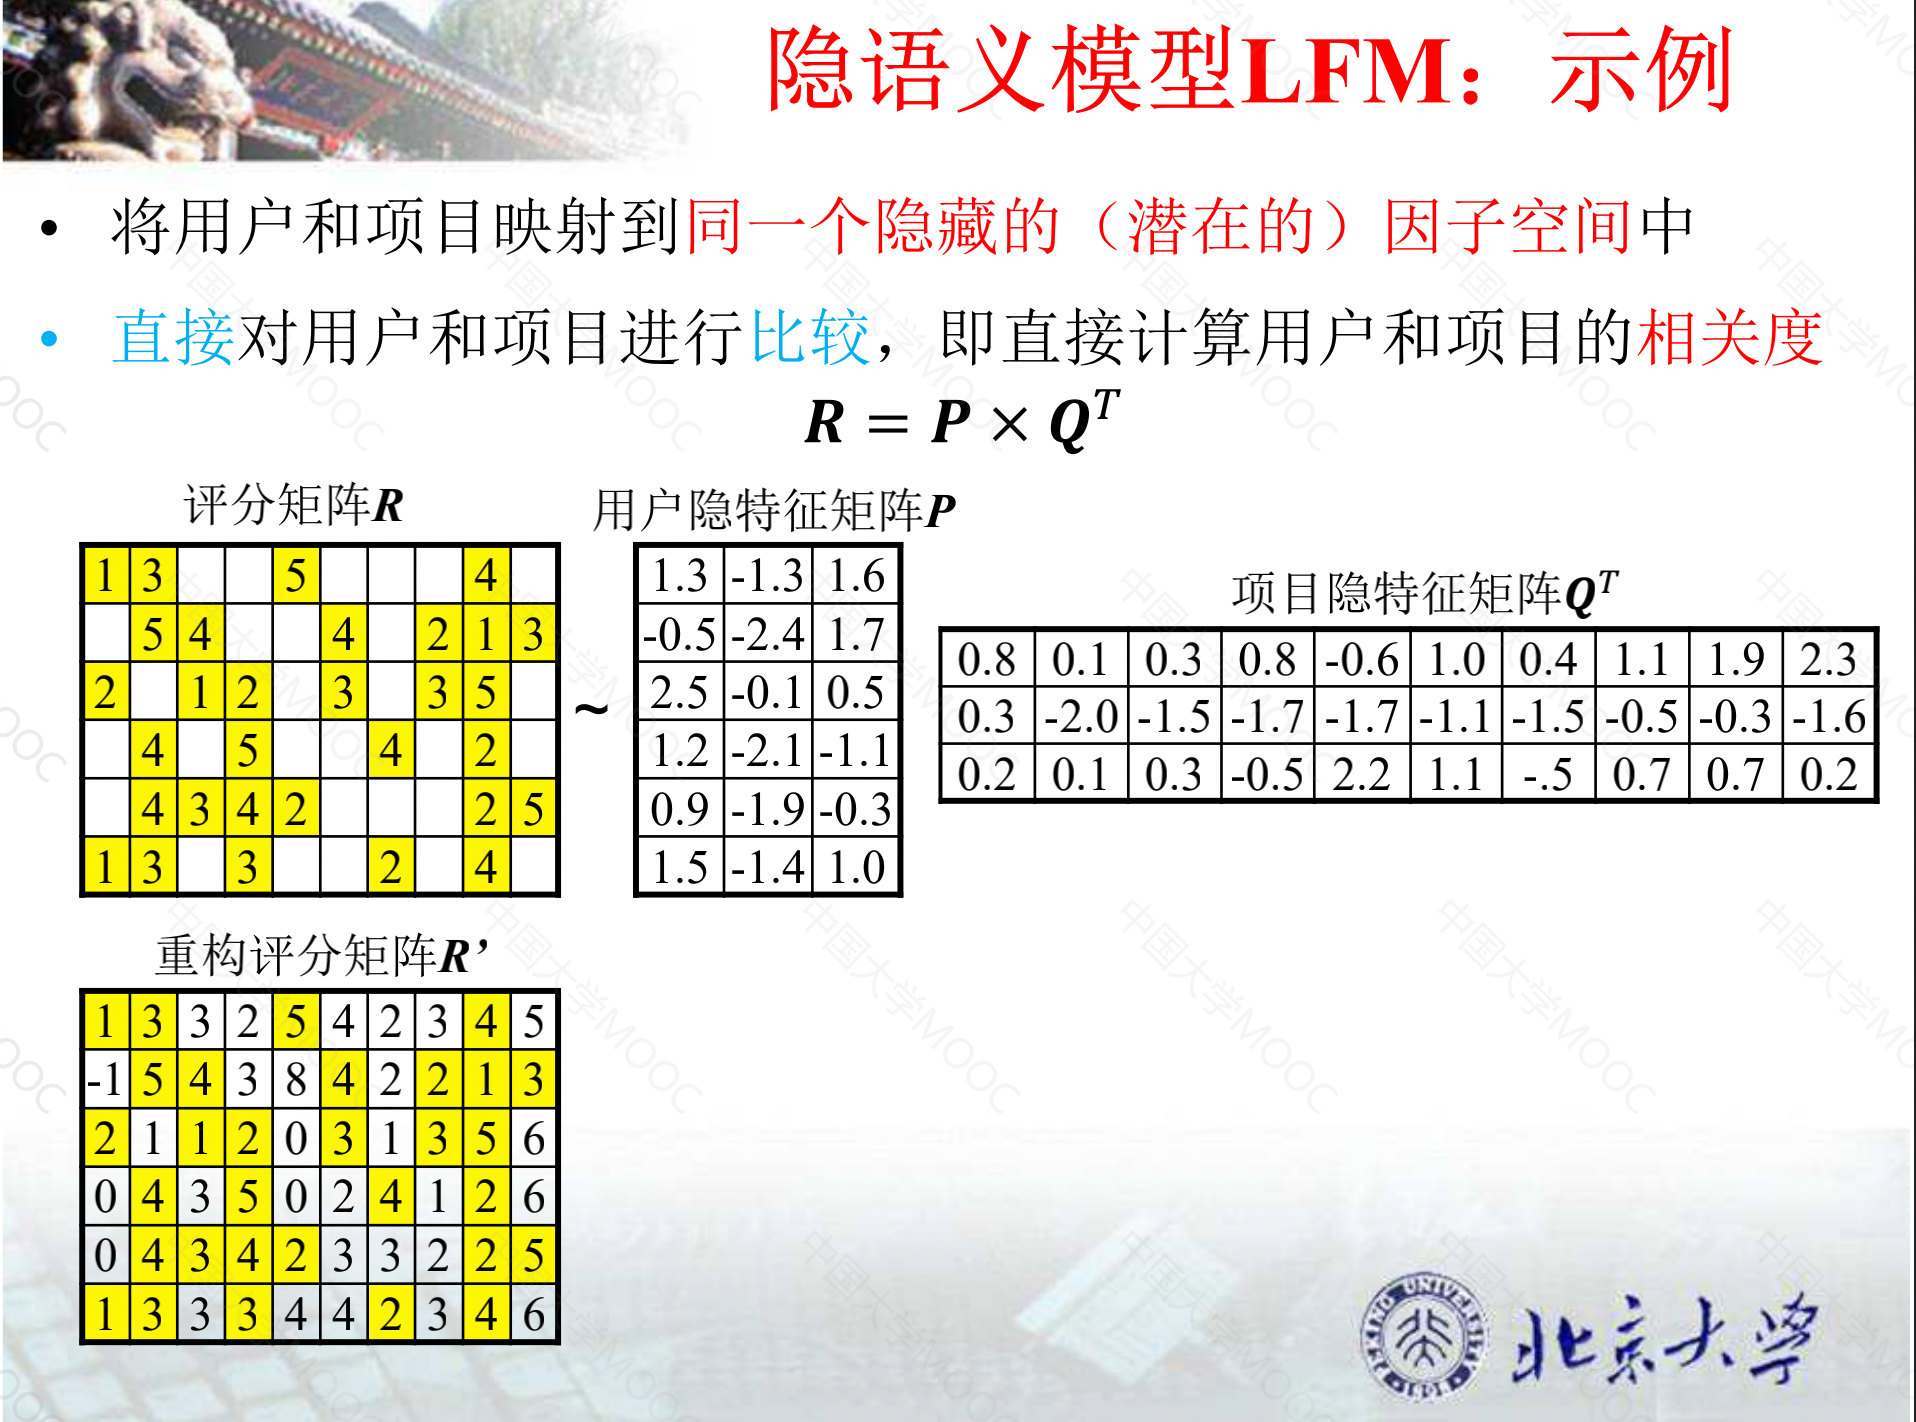 隐语义模型LFM：示例
• 将用户和项目映射到同一个隐藏的（潜在的）因子空间中
• 直接对用户和项目进行比较，即直接计算用户和项目的相关度
R = P × Q^T
评分矩阵R
1 3 5 4
5 4 4 2 1 3
2 1 2 3 3 5
4 5 4 2
4 3 4 2 2 5
1 3 3 2 4
~
用户隐特征矩阵P
1.3 -1.3 1.6
-0.5 -2.4 1.7
2.5 -0.1 0.5
1.2 -2.1 -1.1
0.9 -1.9 -0.3
1.5 -1.4 1.0
项目隐特征矩阵Q^T
0.8 0.1 0.3 0.8 -0.6 1.0 0.4 1.1 1.9 2.3
0.3 -2.0 -1.5 -1.7 -1.7 -1.1 -1.5 -0.5 -0.3 -1.6
0.2 0.1 0.3 -0.5 2.2 1.1 -.5 0.7 0.7 0.2
重构评分矩阵R’
1 3 3 2 5 4 2 3 4 5
-1 5 4 3 8 4 2 2 1 3
2 1 1 2 0 3 1 3 5 6
0 4 3 5 0 2 4 1 2 6
0 4 3 4 2 3 3 2 2 5
1 3 3 3 4 4 2 3 4 6
北京大学
中国大学MOOC